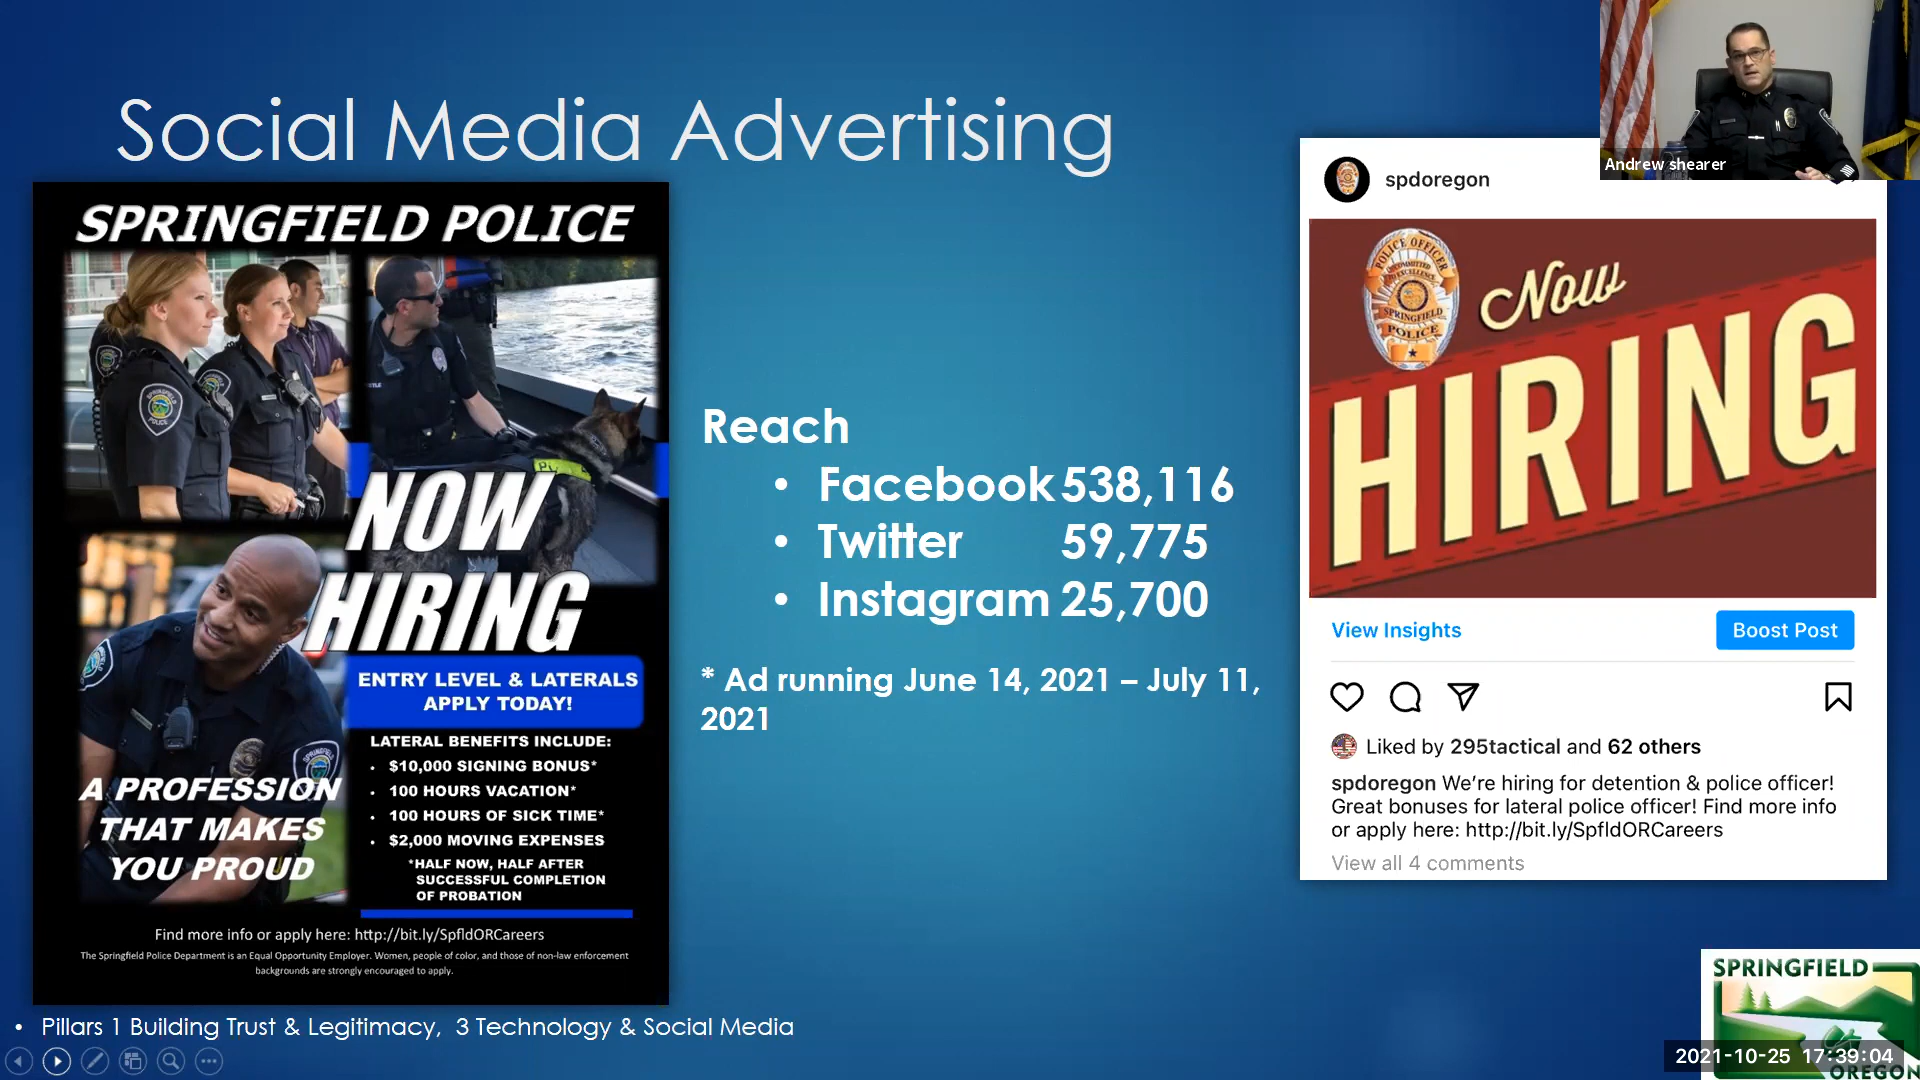 Social Media Advertising
SPRINGFIELD POLICE
NOW
HIRING
ENTRY LEVEL & LATERALS
APPLY TODAY!
LATERAL BENEFITS INCLUDE:
• $10,000 SIGNING BONUS*
• 100 HOURS VACATION*
• 100 HOURS OF SICK TIME*
• $2,000 MOVING EXPENSES
*HALF NOW, HALF AFTER
SUCCESSFUL COMPLETION
OF PROBATION
A PROFESSION
THAT MAKES
YOU PROUD
Find more info or apply here: http://bit.ly/SpfldORCareers
The Springfield Police Department is an Equal Opportunity Employer. Women, people of color, and those of non-law enforcement
backgrounds are strongly encouraged to apply.
• Pillars 1 Building Trust & Legitimacy, 3 Technology & Social Media
Reach
• Facebook 538,116
• Twitter 59,775
• Instagram 25,700
* Ad running June 14, 2021 – July 11,
2021
Andrew shearer
spdoregon
POLICE OFFICER
SPRINGFIELD
POLICE
Now
HIRING
View Insights
Boost Post
Liked by 295tactical and 62 others
spdoregon We're hiring for detention & police officer!
Great bonuses for lateral police officer! Find more info
or apply here: http://bit.ly/SpfldORCareers
View all 4 comments
SPRINGFIELD
OREGON
2021-10-25 17:39:04